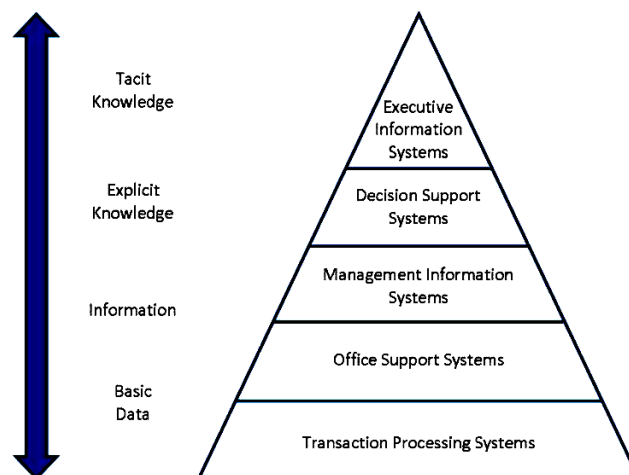 Tacit
Knowledge
Executive
Information
Systems
Explicit
Knowledge
Decision Support
Systems
Management Information
Systems
Information
Office Support Systems
Basic
Data
Transaction Processing Systems